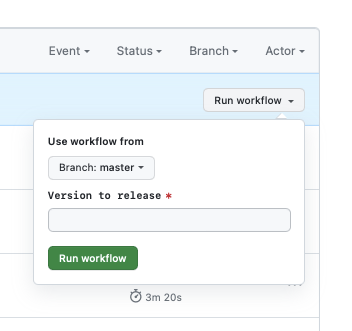 Event Status Branch Actor
Run workflow
Use workflow from
Branch: master
Version to release *
Run workflow
3m 20s